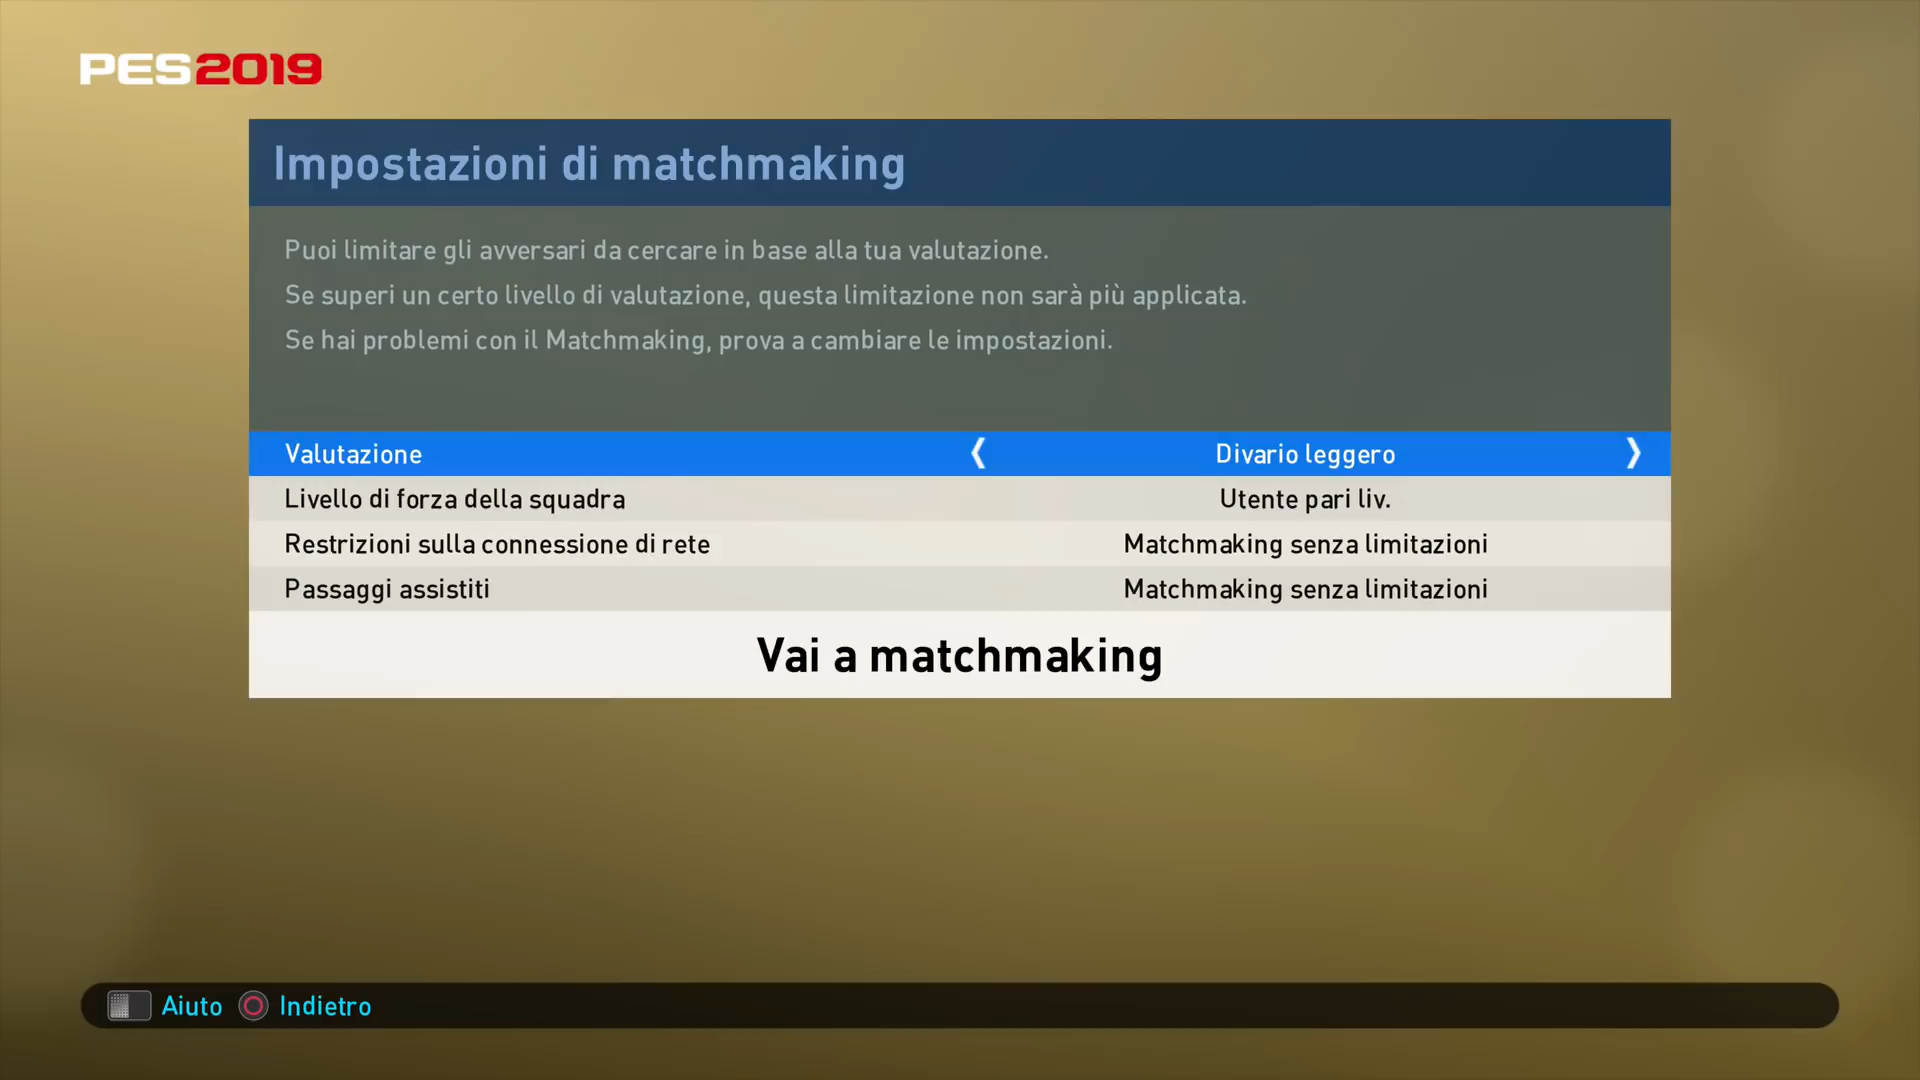 PES2019
Impostazioni di matchmaking
Puoi limitare gli avversari da cercare in base alla tua valutazione.
Se superi un certo livello di valutazione, questa limitazione non sarà più applicata.
Se hai problemi con il Matchmaking, prova a cambiare le impostazioni.
Valutazione Divario leggero
Livello di forza della squadra Utente pari liv.
Restrizioni sulla connessione di rete Matchmaking senza limitazioni
Passaggi assistiti Matchmaking senza limitazioni
Vai a matchmaking
Aiuto Indietro